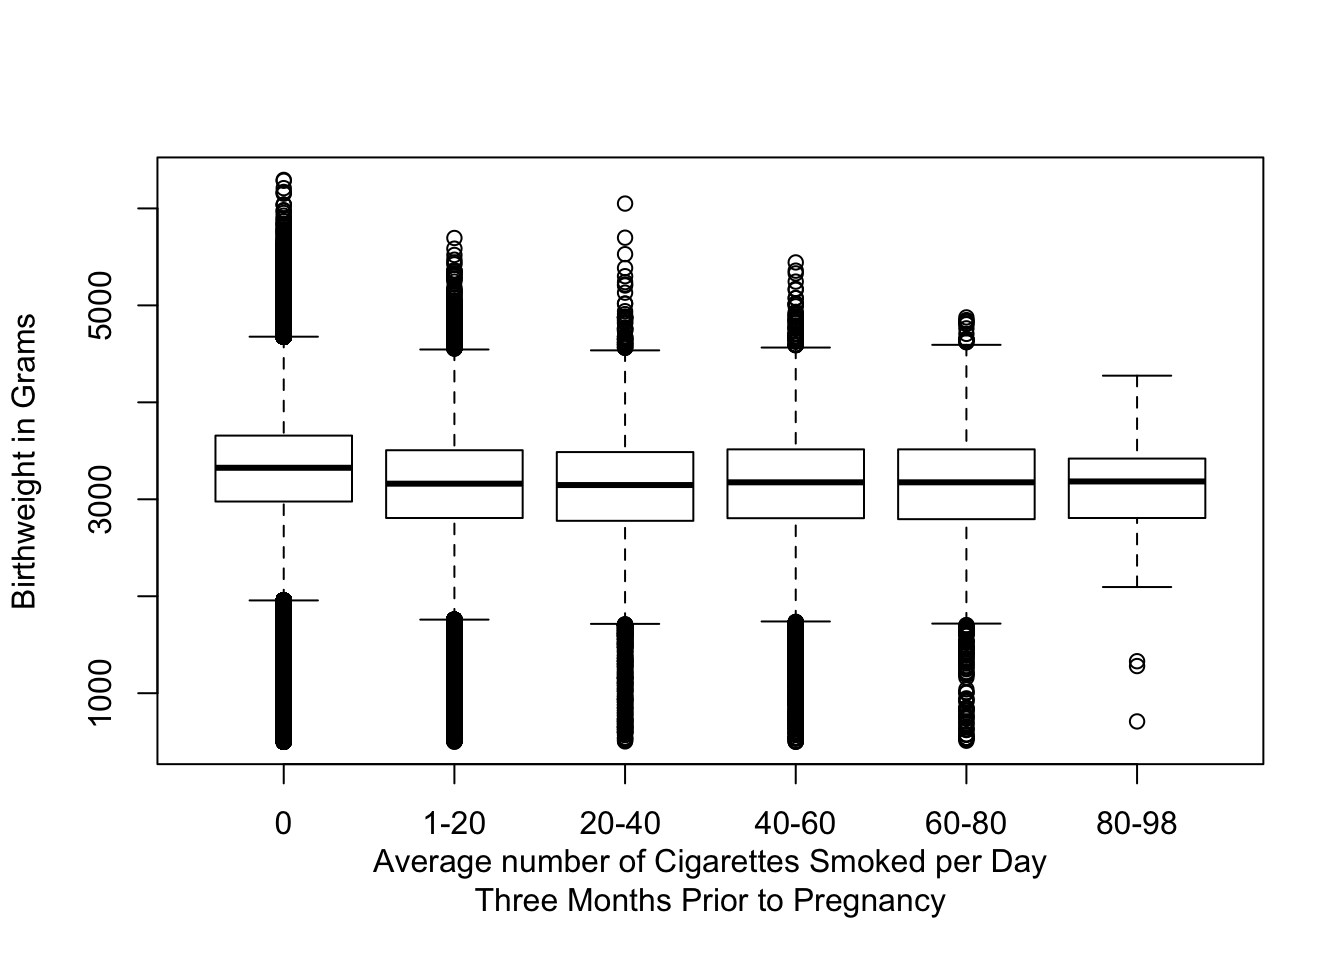 Birthweight in Grams
5000
3000
1000
0 1-20 20-40 40-60 60-80 80-98
Average number of Cigarettes Smoked per Day
Three Months Prior to Pregnancy